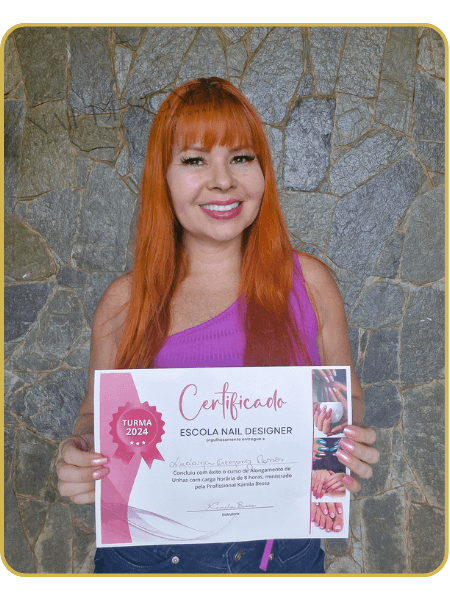 Certificado
ESCOLA NAIL DESIGNER
orgulhosamente entregue a
TURMA
2024
Concluiu com êxito o curso de Alongamento de
Unhas com carga horária de 8 horas, ministrado
pela Profissional Kamila Bessa